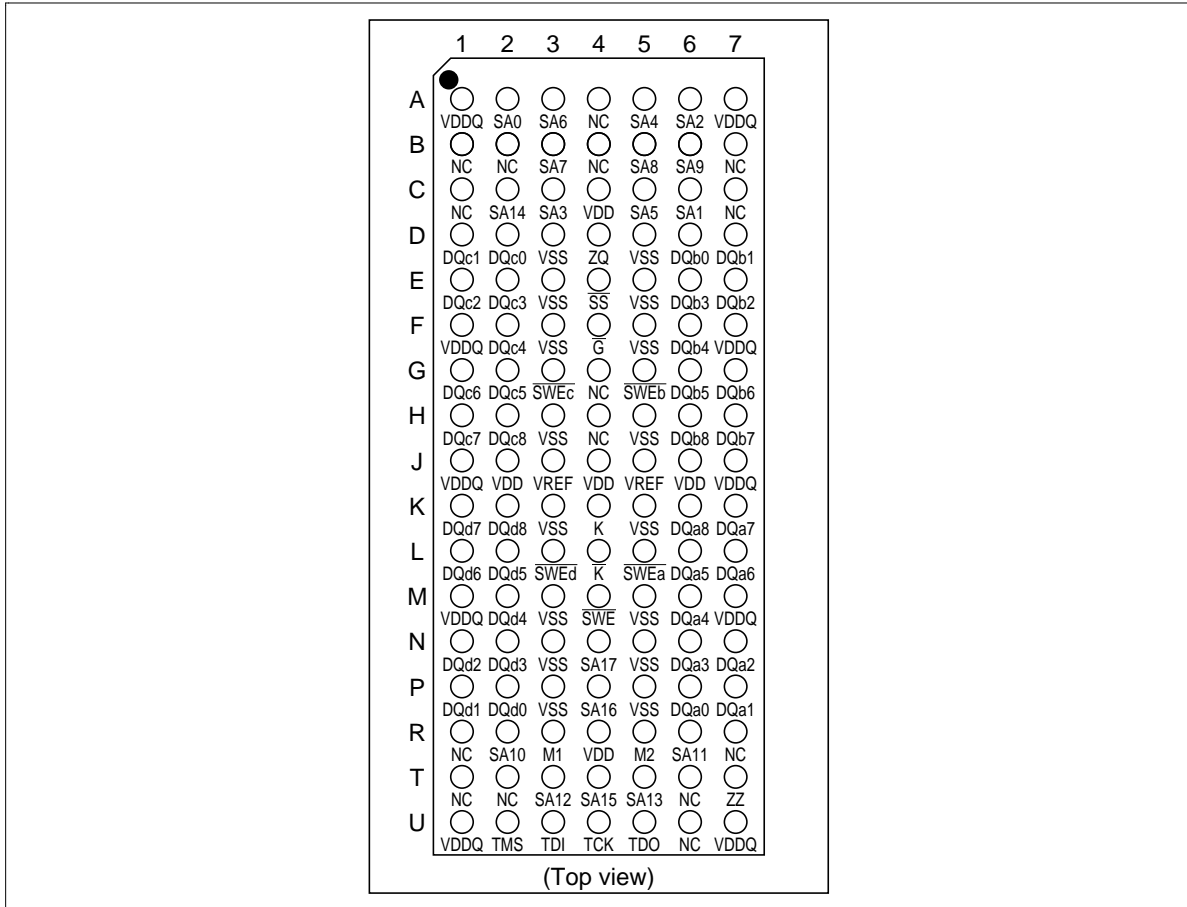 1 2 3 4 5 6 7
A
VDDQ SA0 SA6 NC SA4 SA2 VDDQ
B
NC NC SA7 NC SA8 SA9 NC
C
NC SA14 SA3 VDD SA5 SA1 NC
D
DQc1 DQc0 VSS ZQ VSS DQb0 DQb1
E
DQc2 DQc3 VSS S̅S̅ VSS DQb3 DQb2
F
VDDQ DQc4 VSS G̅ VSS DQb4 VDDQ
G
DQc6 DQc5 S̅W̅E̅c̅ NC S̅W̅E̅b̅ DQb5 DQb6
H
DQc7 DQc8 VSS NC VSS DQb8 DQb7
J
VDDQ VDD VREF VDD VREF VDD VDDQ
K
DQd7 DQd8 VSS K VSS DQa8 DQa7
L
DQd6 DQd5 S̅W̅E̅d̅ K̅ S̅W̅E̅a̅ DQa5 DQa6
M
VDDQ DQd4 VSS S̅W̅E̅ VSS DQa4 VDDQ
N
DQd2 DQd3 VSS SA17 VSS DQa3 DQa2
P
DQd1 DQd0 VSS SA16 VSS DQa0 DQa1
R
NC SA10 M1 VDD M2 SA11 NC
T
NC NC SA12 SA15 SA13 NC ZZ
U
VDDQ TMS TDI TCK TDO NC VDDQ
(Top view)